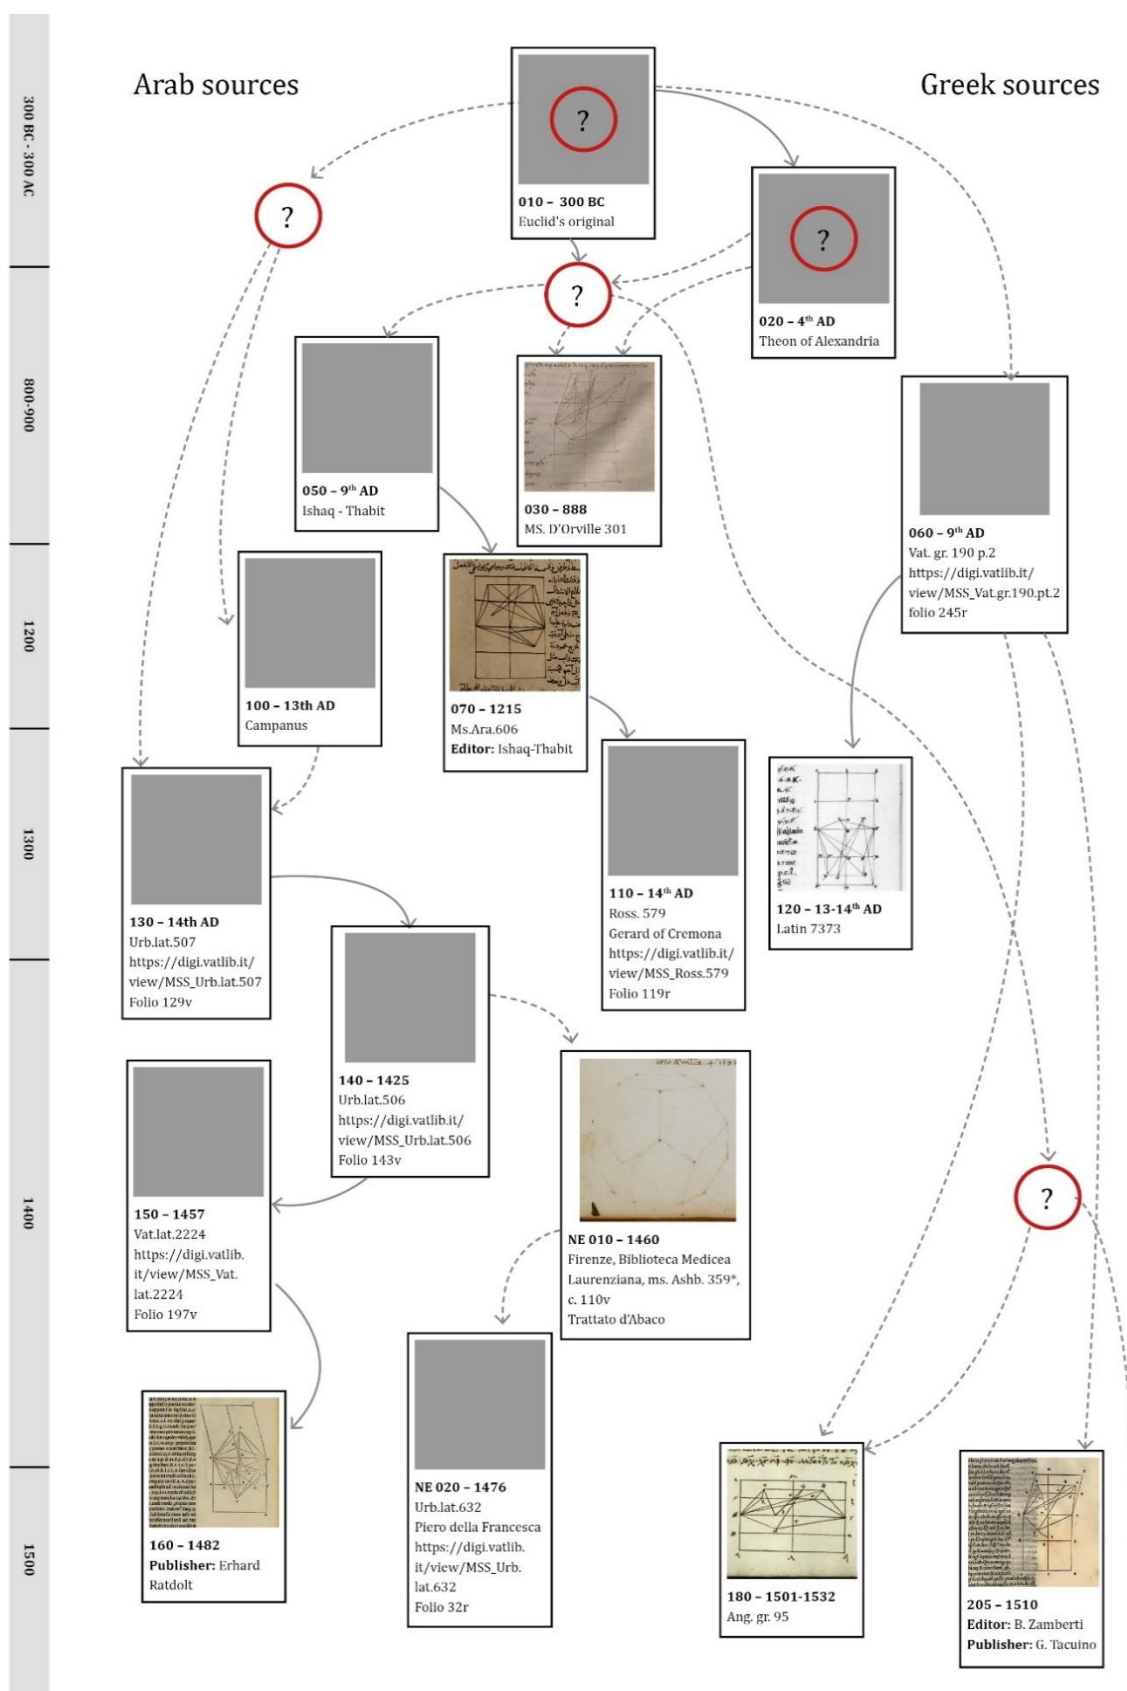 Arab sources
Greek sources
300 BC - 300 AC
800-900
1200
1300
1400
1500
?
010 – 300 BC
Euclid's original
?
020 – 4th AD
Theon of Alexandria
?
?
050 – 9th AD
Ishaq - Thabit
030 – 888
MS. D'Orville 301
060 – 9th AD
Vat. gr. 190 p.2
https://digi.vatlib.it/
view/MSS_Vat.gr.190.pt.2
folio 245r
100 – 13th AD
Campanus
070 – 1215
Ms.Ara.606
Editor: Ishaq-Thabit
130 – 14th AD
Urb.lat.507
https://digi.vatlib.it/
view/MSS_Urb.lat.507
Folio 129v
110 – 14th AD
Ross. 579
Gerard of Cremona
https://digi.vatlib.it/
view/MSS_Ross.579
Folio 119r
120 – 13-14th AD
Latin 7373
140 – 1425
Urb.lat.506
https://digi.vatlib.it/
view/MSS_Urb.lat.506
Folio 143v
150 – 1457
Vat.lat.2224
https://digi.vatlib.
it/view/MSS_Vat.
lat.2224
Folio 197v
NE 010 – 1460
Firenze, Biblioteca Medicea
Laurenziana, ms. Ashb. 359*,
c. 110v
Trattato d'Abaco
?
160 – 1482
Publisher: Erhard
Ratdolt
NE 020 – 1476
Urb.lat.632
Piero della Francesca
https://digi.vatlib.
it/view/MSS_Urb.
lat.632
Folio 32r
180 – 1501-1532
Ang. gr. 95
205 – 1510
Editor: B. Zamberti
Publisher: G. Tacuino